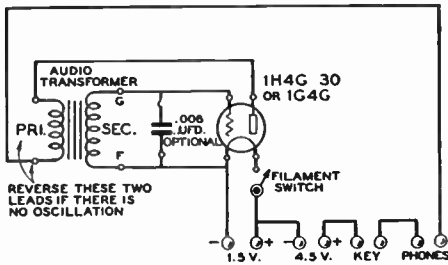 AUDIO
TRANSFORMER
1H4G 30
OR 1G4G
G
PRI.
SEC.
.006
UFD.
OPTIONAL
F
REVERSE THESE TWO
LEADS IF THERE IS
NO OSCILLATION
FILAMENT
SWITCH
- + - + KEY PHONES
1.5 V. 4.5 V.